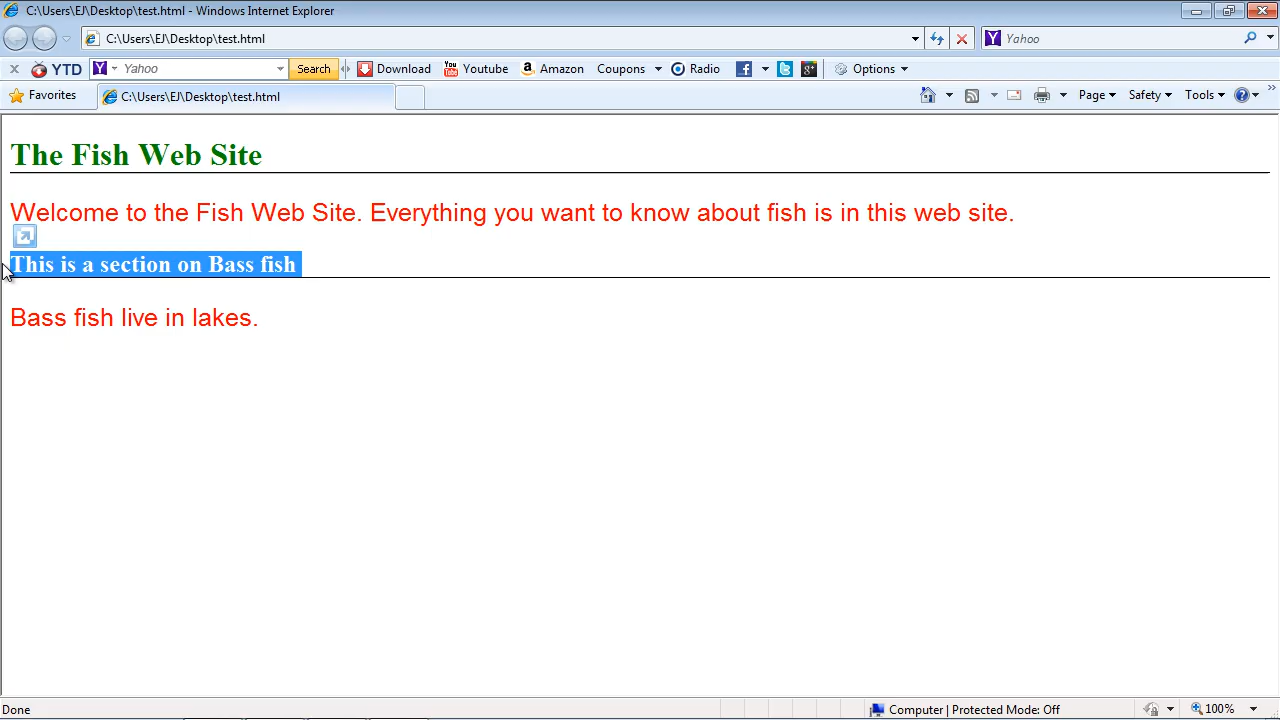 C:\Users\EJ\Desktop\test.html - Windows Internet Explorer
C:\Users\EJ\Desktop\test.html
Yahoo
YTD
Yahoo
Search
Download
Youtube
Amazon
Coupons
Radio
Options
Favorites
C:\Users\EJ\Desktop\test.html
Page
Safety
Tools
The Fish Web Site
Welcome to the Fish Web Site. Everything you want to know about fish is in this web site.
This is a section on Bass fish
Bass fish live in lakes.
Done
Computer | Protected Mode: Off
100%